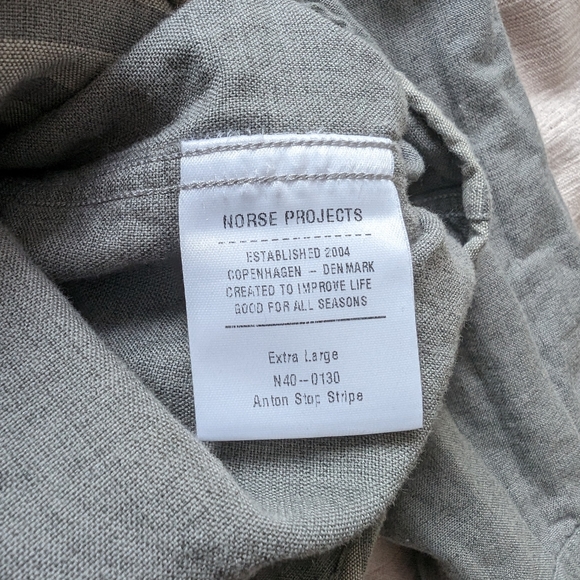 NORSE PROJECTS
ESTABLISHED 2004
COPENHAGEN – DENMARK
CREATED TO IMPROVE LIFE
GOOD FOR ALL SEASONS
Extra Large
N40--0130
Anton Stop Stripe